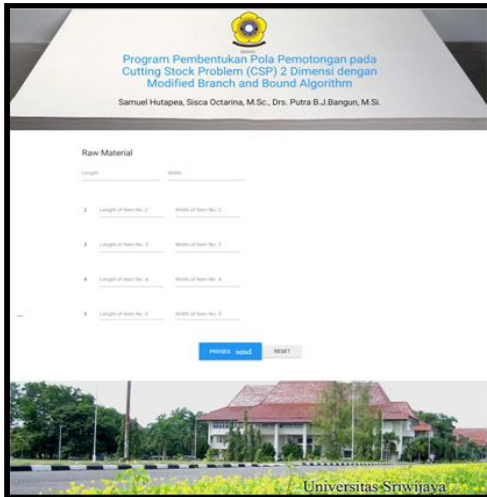 Program Pembentukan Pola Pemotongan pada
Cutting Stock Problem (CSP) 2 Dimensi dengan
Modified Branch and Bound Algorithm
Samuel Hutapea, Sisca Octarina, M.Sc., Drs. Putra B.J.Bangun, M.Si.
Raw Material
Length Width
2 Length of Item No. 2 Width of Item No. 2
3 Length of Item No. 3 Width of Item No. 3
4 Length of Item No. 4 Width of Item No. 4
5 Length of Item No. 5 Width of Item No. 5
PROSES send RESET
Universitas Sriwijaya